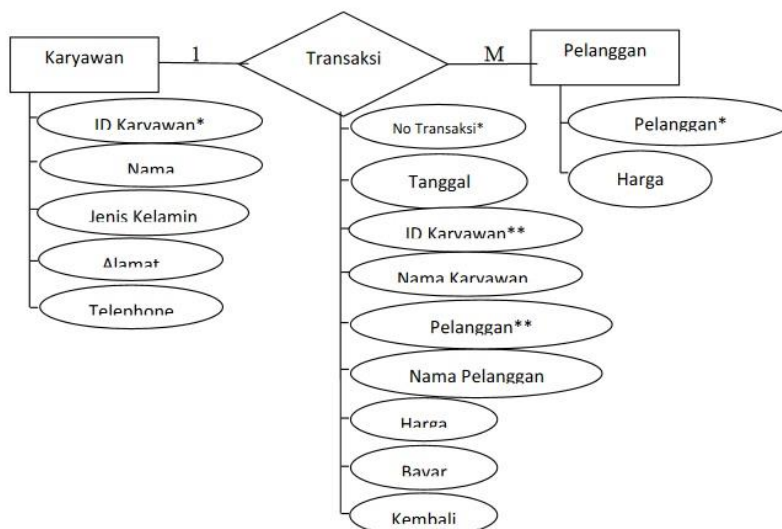 Karyawan
1
Transaksi
M
Pelanggan
ID Karyawan*
Nama
Jenis Kelamin
Alamat
Telephone
No Transaksi*
Tanggal
ID Karyawan**
Nama Karyawan
Pelanggan**
Nama Pelanggan
Harga
Bayar
Kembali
Pelanggan*
Harga